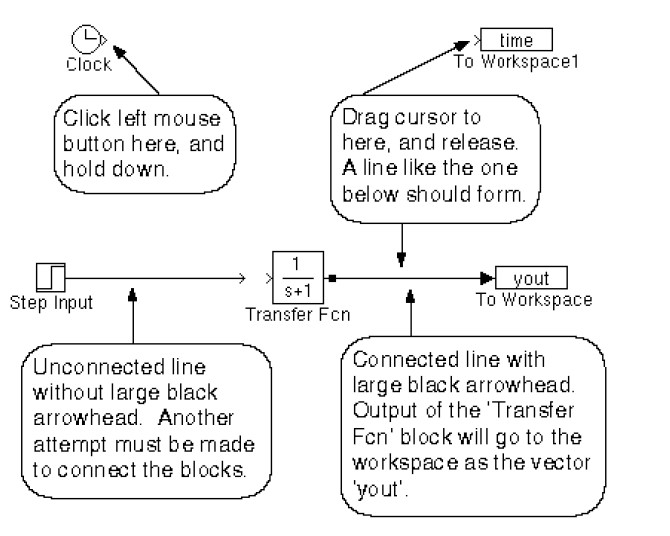 Clock
time
To Workspace1
Click left mouse
button here, and
hold down.
Drag cursor to
here, and release.
A line like the one
below should form.
Step Input
1
s+1
Transfer Fcn
yout
To Workspace
Unconnected line
without large black
arrowhead. Another
attempt must be made
to connect the blocks.
Connected line with
large black arrowhead.
Output of the 'Transfer
Fcn' block will go to the
workspace as the vector
'yout'.